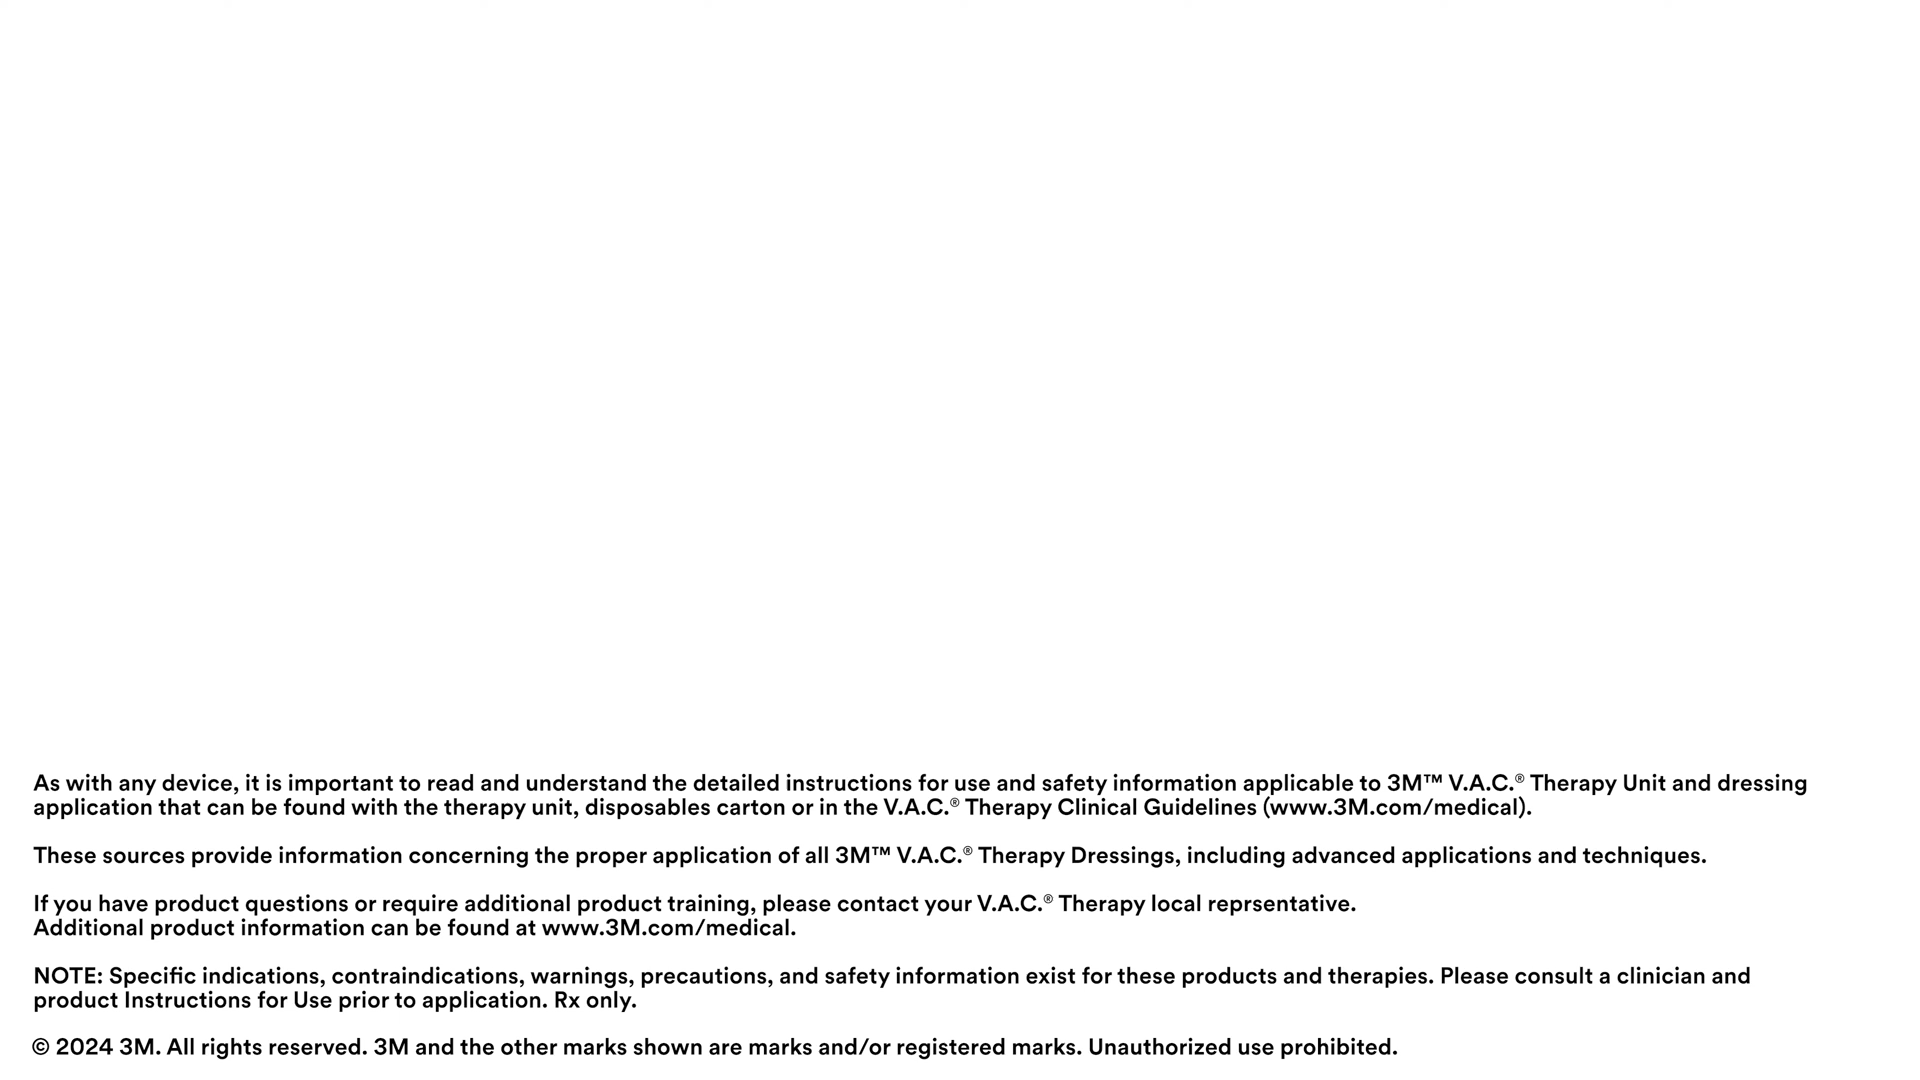 As with any device, it is important to read and understand the detailed instructions for use and safety information applicable to 3M™ V.A.C.® Therapy Unit and dressing
application that can be found with the therapy unit, disposables carton or in the V.A.C.® Therapy Clinical Guidelines (www.3M.com/medical).
These sources provide information concerning the proper application of all 3M™ V.A.C.® Therapy Dressings, including advanced applications and techniques.
If you have product questions or require additional product training, please contact your V.A.C.® Therapy local reprsentative.
Additional product information can be found at www.3M.com/medical.
NOTE: Specific indications, contraindications, warnings, precautions, and safety information exist for these products and therapies. Please consult a clinician and
product Instructions for Use prior to application. Rx only.
© 2024 3M. All rights reserved. 3M and the other marks shown are marks and/or registered marks. Unauthorized use prohibited.